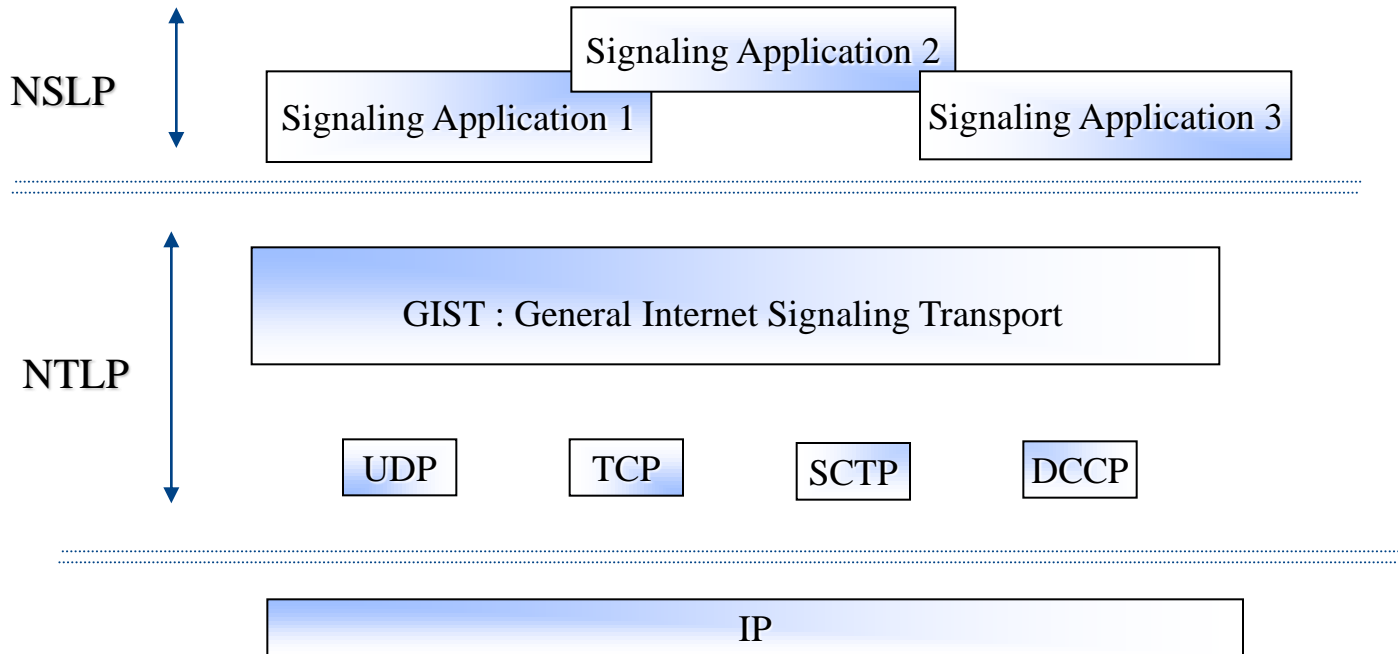 Signaling Application 2
NSLP
Signaling Application 1
Signaling Application 3
GIST : General Internet Signaling Transport
NTLP
UDP
TCP
SCTP
DCCP
IP